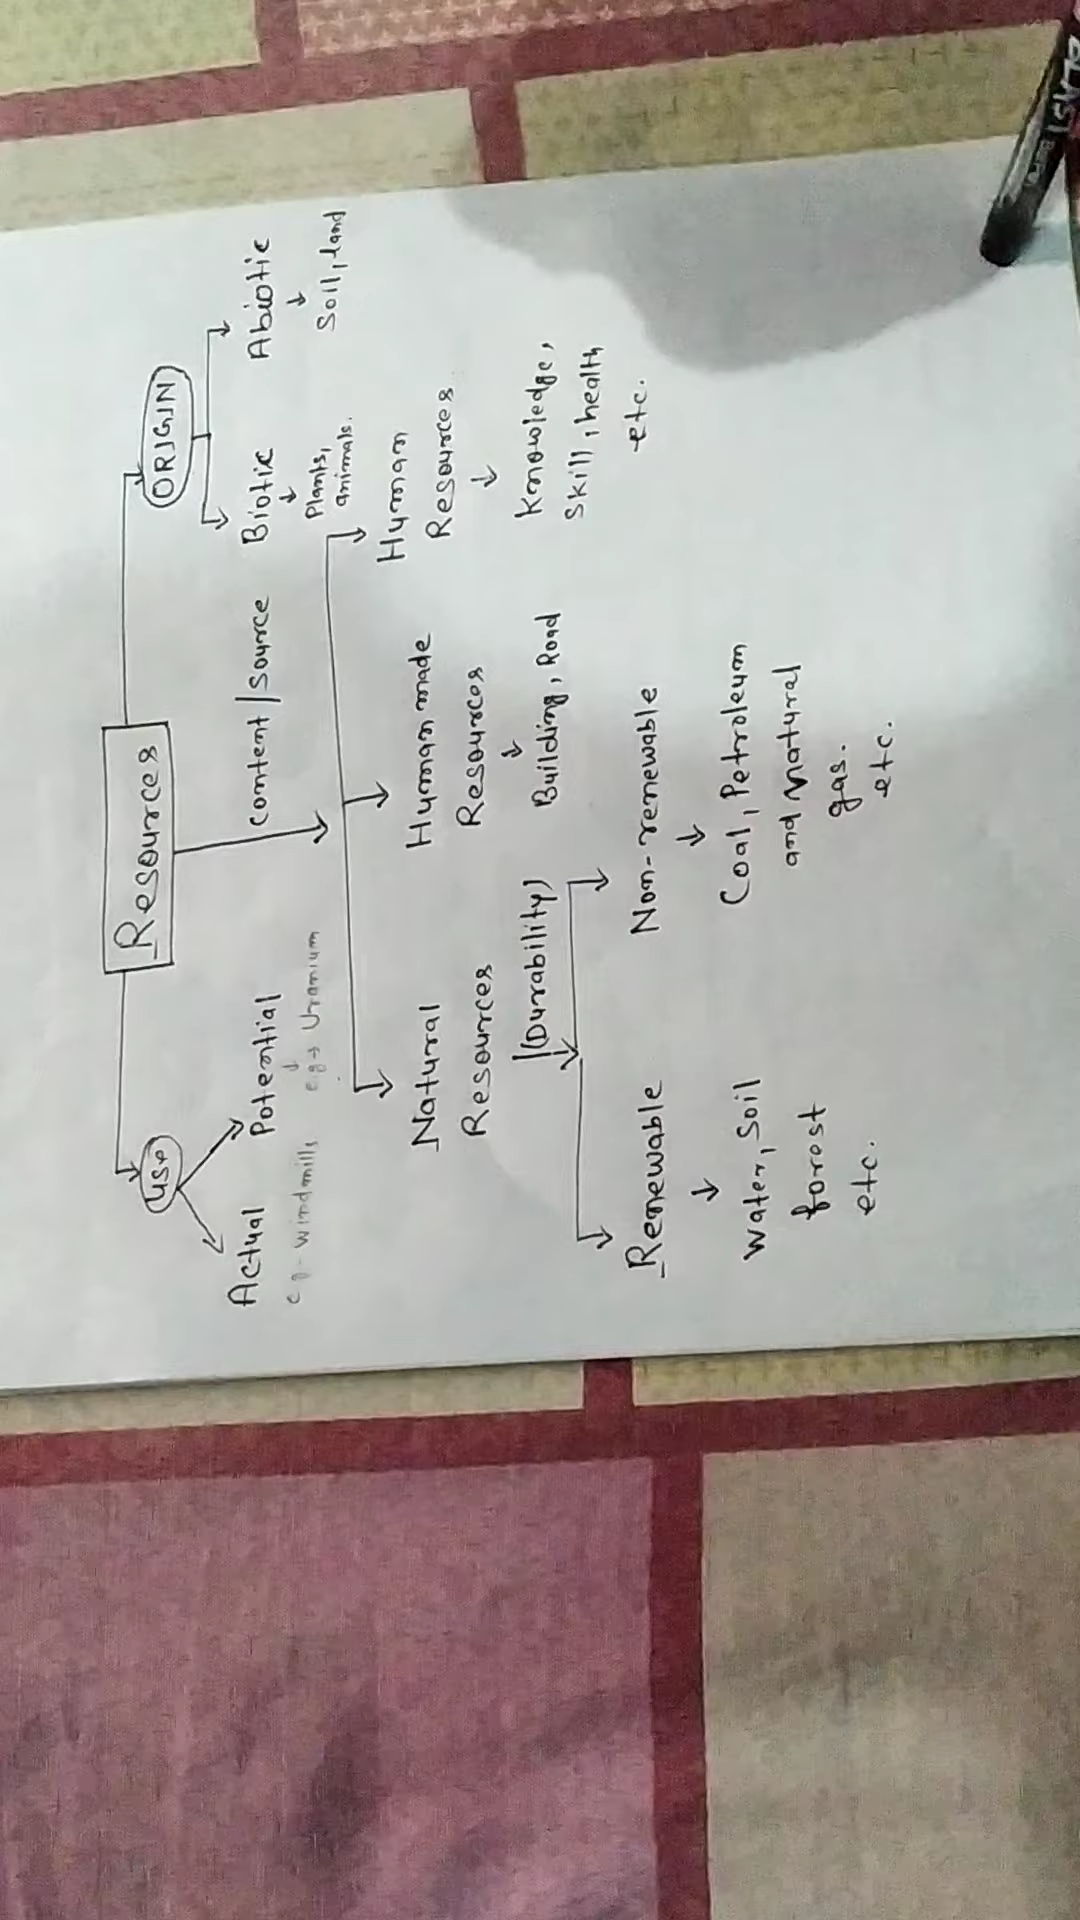 Resources
use
content/source
ORIGIN
Actual
Potential
Biotic
Abiotic
e.g - windmills
e.g → Uranium
Plants,
animals.
Soil, land
Natural
Resources
Human made
Resources
Human
Resources
(Durability)
Building, Road
Knowledge,
Skill, health
etc.
Renewable
Non-renewable
Water, Soil
forest
etc.
Coal, Petroleum
and natural
gas.
etc.